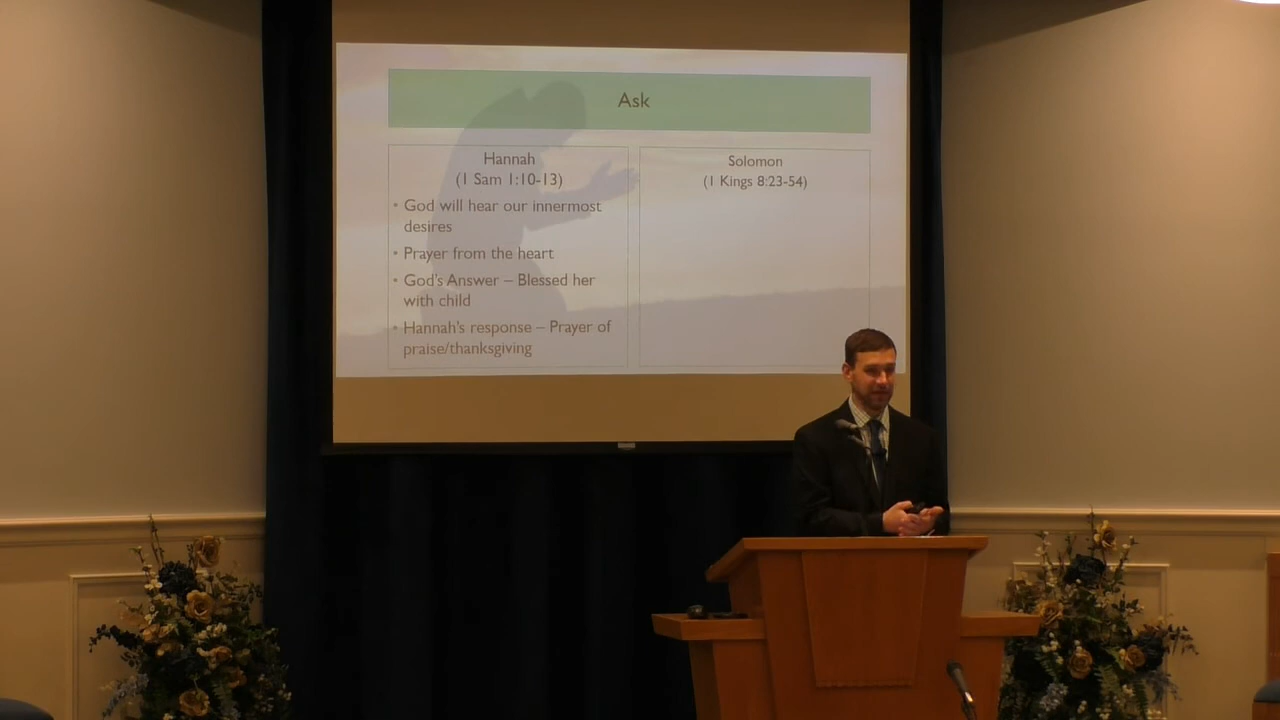 Ask
Hannah
(1 Sam 1:10-13)
• God will hear our innermost
desires
• Prayer from the heart
• God's Answer – Blessed her
with child
• Hannah's response – Prayer of
praise/thanksgiving
Solomon
(1 Kings 8:23-54)